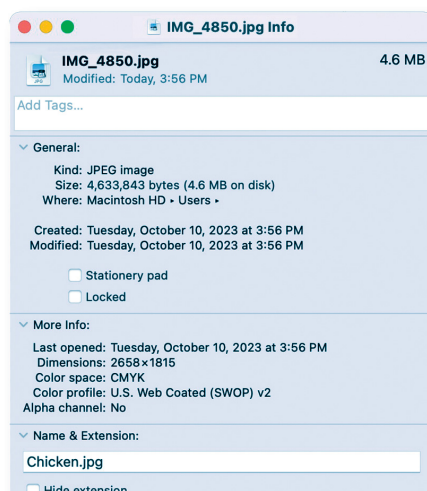 IMG_4850.jpg Info
IMG_4850.jpg 4.6 MB
Modified: Today, 3:56 PM
Add Tags...
General:
Kind: JPEG image
Size: 4,633,843 bytes (4.6 MB on disk)
Where: Macintosh HD ▸ Users ▸
Created: Tuesday, October 10, 2023 at 3:56 PM
Modified: Tuesday, October 10, 2023 at 3:56 PM
Stationery pad
Locked
More Info:
Last opened: Tuesday, October 10, 2023 at 3:56 PM
Dimensions: 2658×1815
Color space: CMYK
Color profile: U.S. Web Coated (SWOP) v2
Alpha channel: No
Name & Extension:
Chicken.jpg
Hide extension